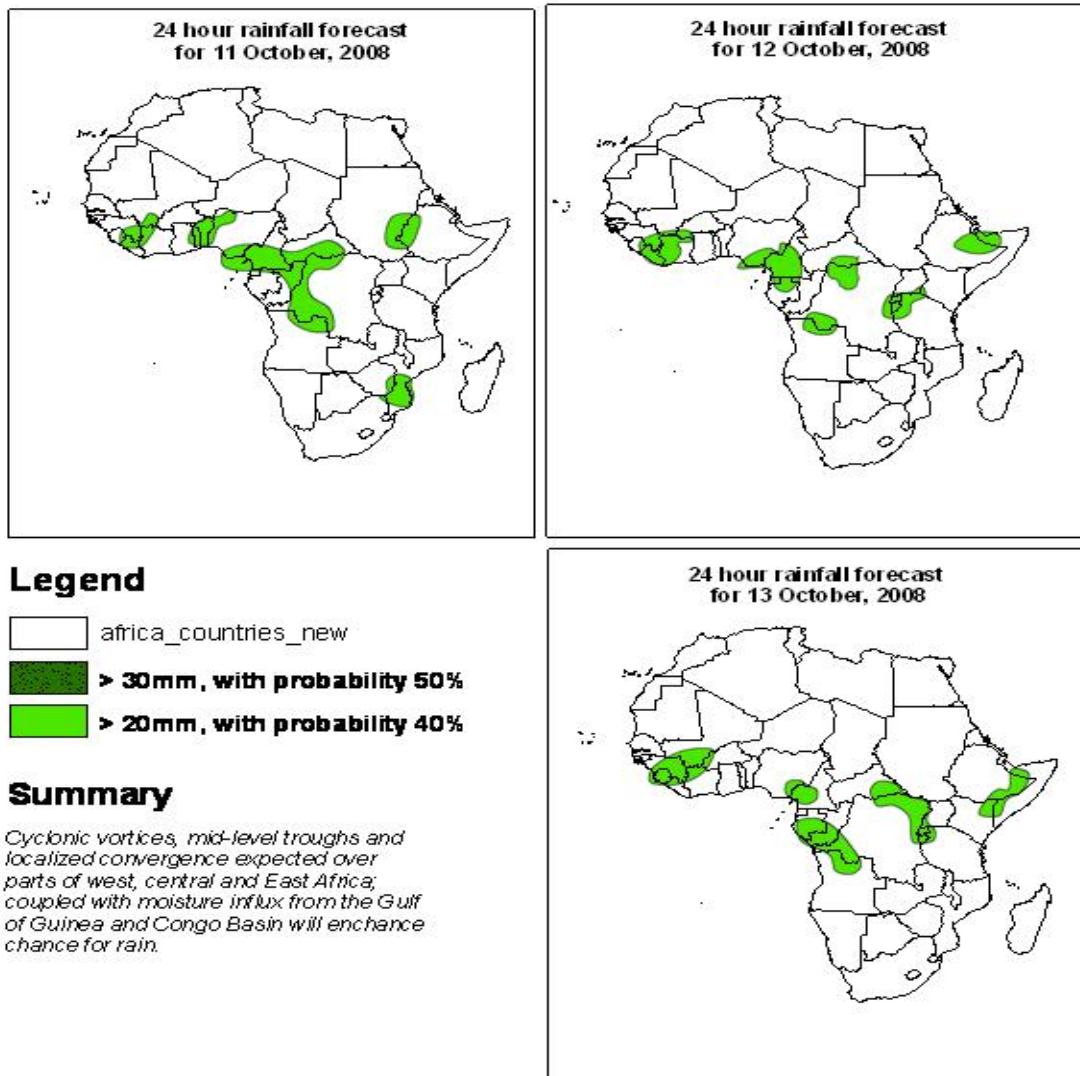 24 hour rainfall forecast
for 11 October, 2008
24 hour rainfall forecast
for 12 October, 2008
Legend
africa_countries_new
> 30mm, with probability 50%
> 20mm, with probability 40%
Summary
Cyclonic vortices, mid-level troughs and
localized convergence expected over
parts of west, central and East Africa;
coupled with moisture influx from the Gulf
of Guinea and Congo Basin will enchance
chance for rain.
24 hour rainfall forecast
for 13 October, 2008